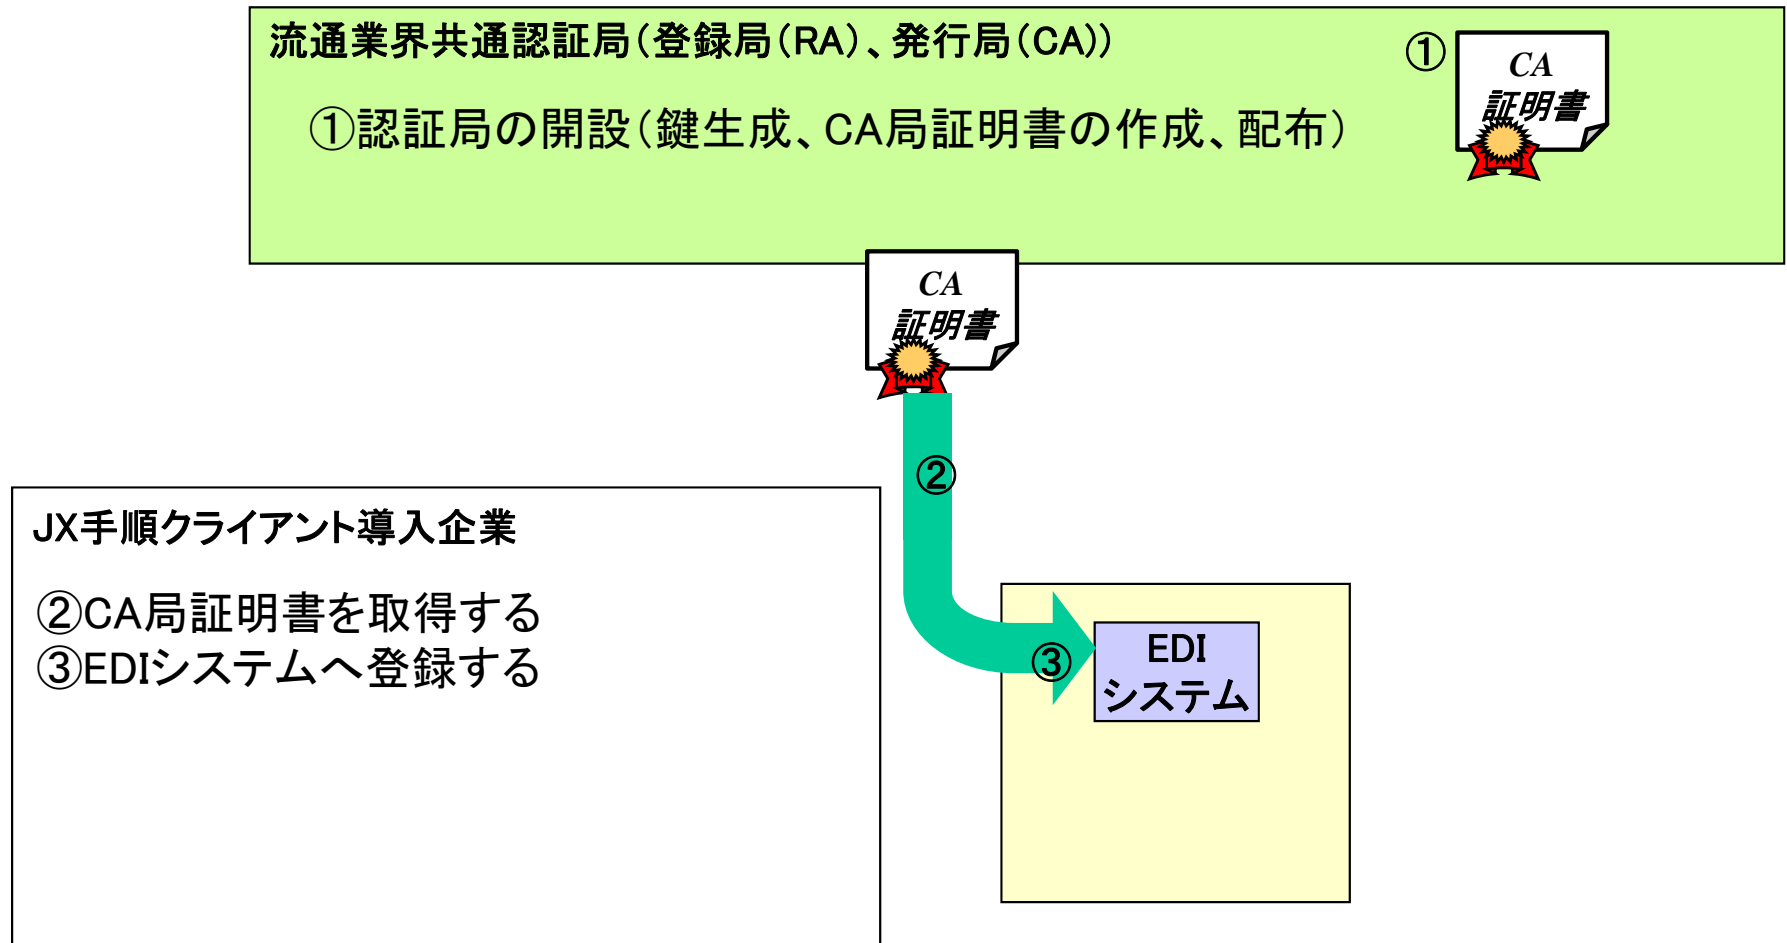 流通業界共通認証局(登録局(RA)、発行局(CA))
①
CA
証明書
①認証局の開設(鍵生成、CA局証明書の作成、配布)
CA
証明書
②
JX手順クライアント導入企業
②CA局証明書を取得する
③EDIシステムへ登録する
③
EDI
システム